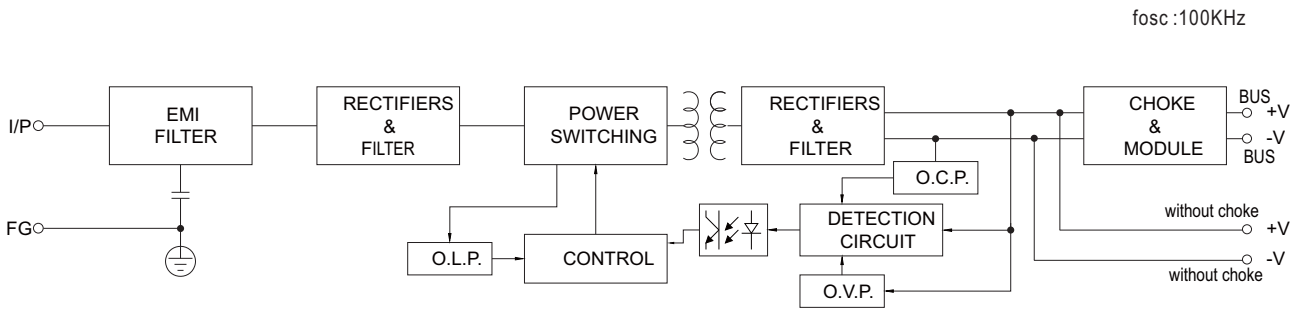 fosc :100KHz
I/P
EMI
FILTER
RECTIFIERS
&
FILTER
POWER
SWITCHING
RECTIFIERS
&
FILTER
CHOKE
&
MODULE
BUS
+V
-V
BUS
O.C.P.
FG
O.L.P.
CONTROL
DETECTION
CIRCUIT
O.V.P.
without choke
+V
-V
without choke